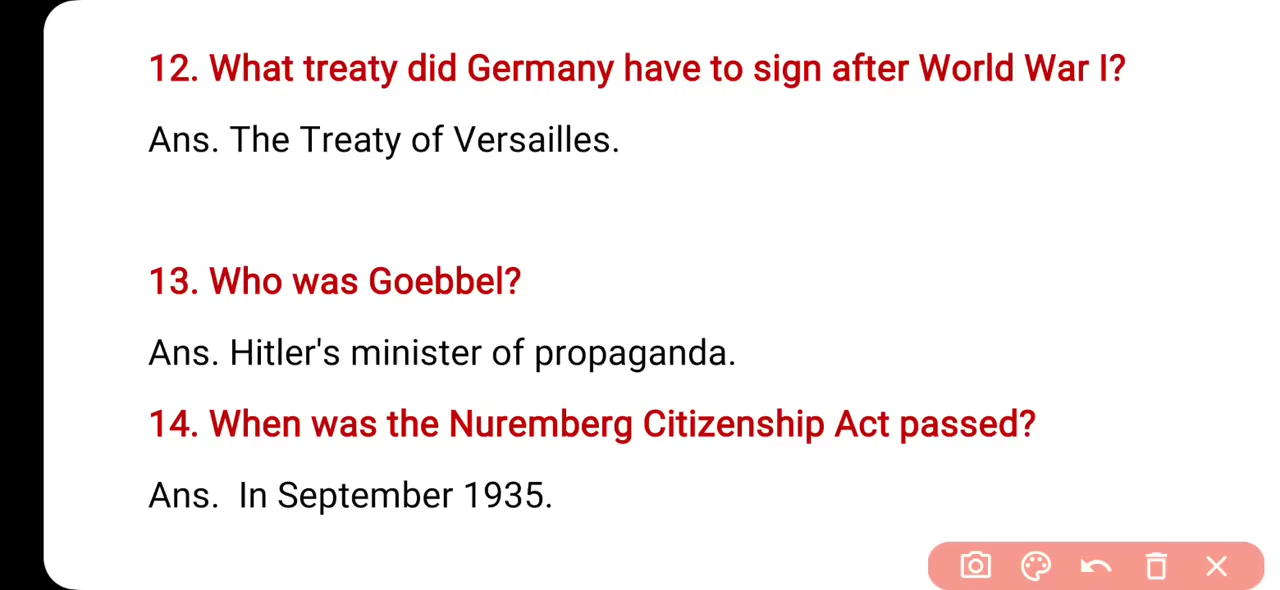 12. What treaty did Germany have to sign after World War I?
Ans. The Treaty of Versailles.
13. Who was Goebbel?
Ans. Hitler's minister of propaganda.
14. When was the Nuremberg Citizenship Act passed?
Ans. In September 1935.